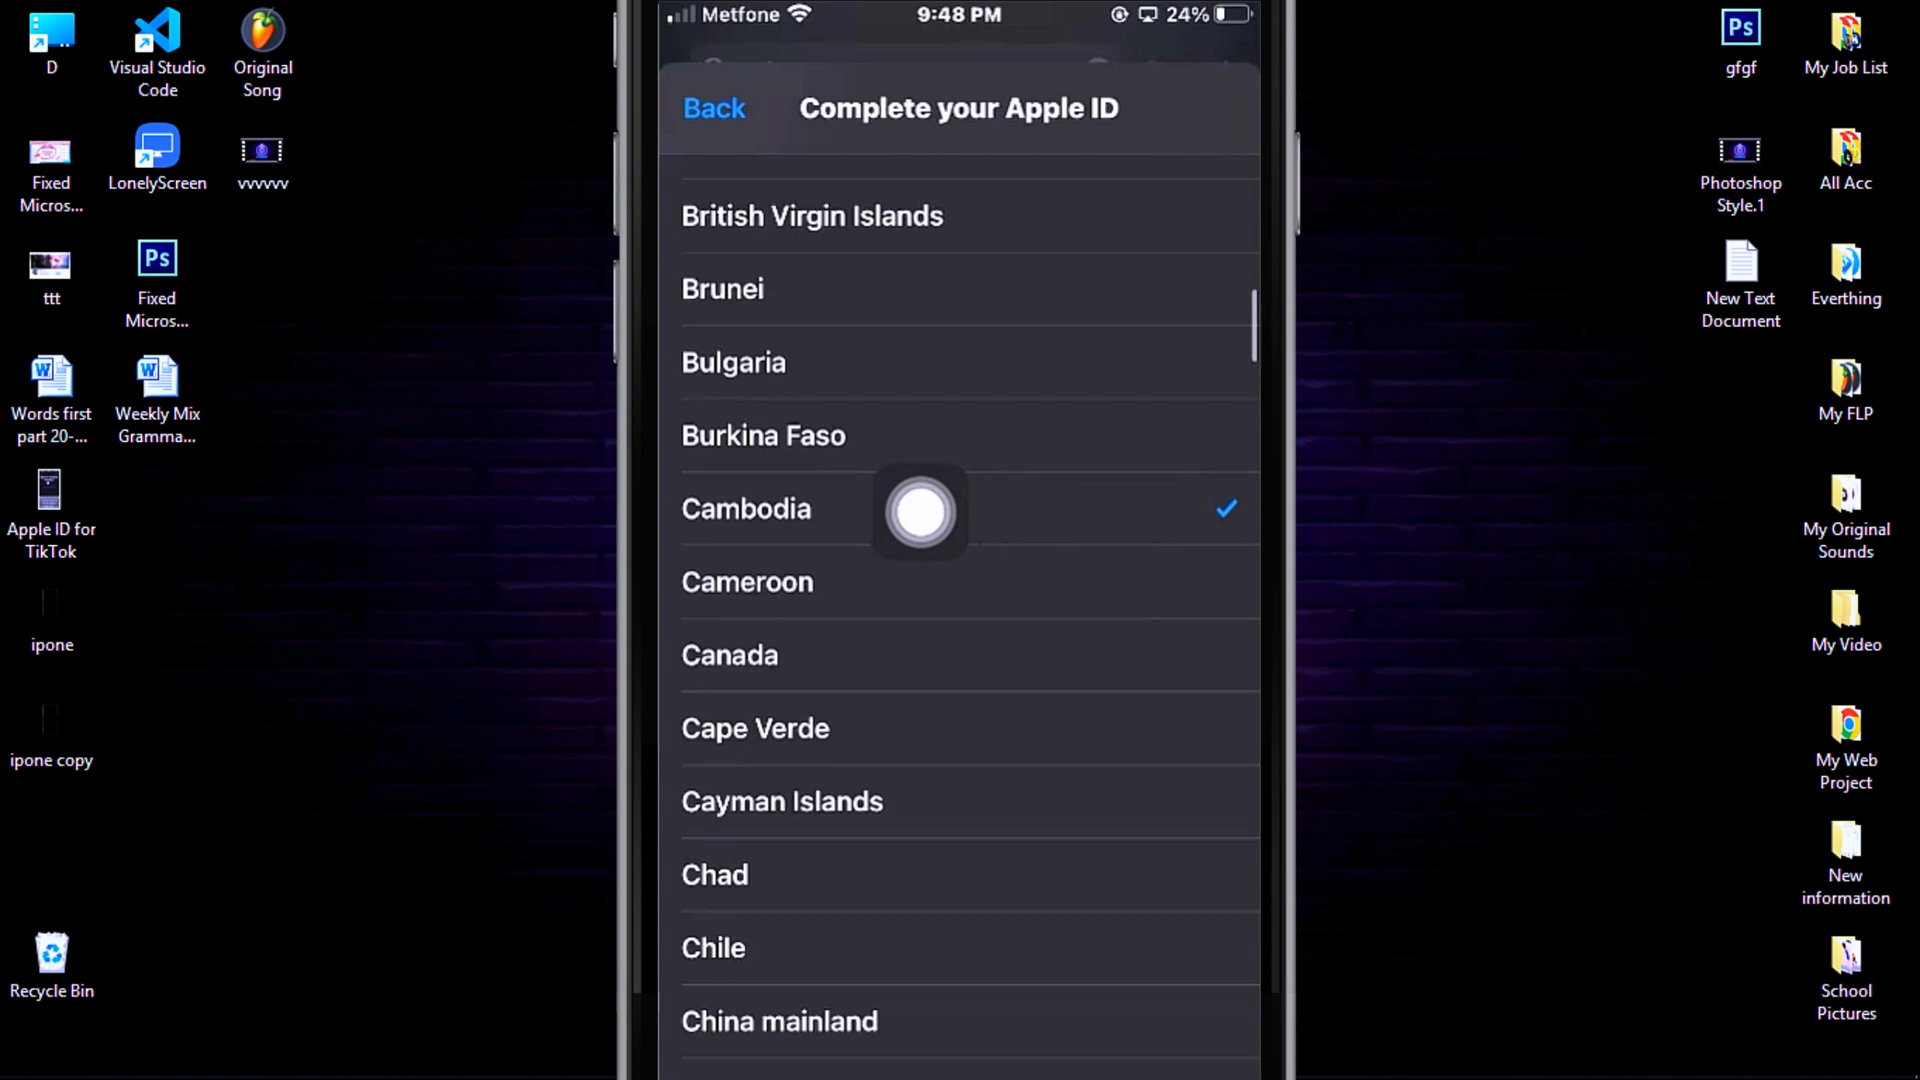 D
Visual Studio
Code
Original
Song
Fixed
Micros...
LonelyScreen
vvvvvv
ttt
Ps
Fixed
Micros...
W
Words first
part 20-...
W
Weekly Mix
Gramma...
Apple ID for
TikTok
ipone
ipone copy
Recycle Bin
Metfone
9:48 PM
24%
Back
Complete your Apple ID
British Virgin Islands
Brunei
Bulgaria
Burkina Faso
Cambodia
Cameroon
Canada
Cape Verde
Cayman Islands
Chad
Chile
China mainland
Ps
gfgf
My Job List
Photoshop
Style.1
All Acc
New Text
Document
Everthing
My FLP
My Original
Sounds
My Video
My Web
Project
New
information
School
Pictures